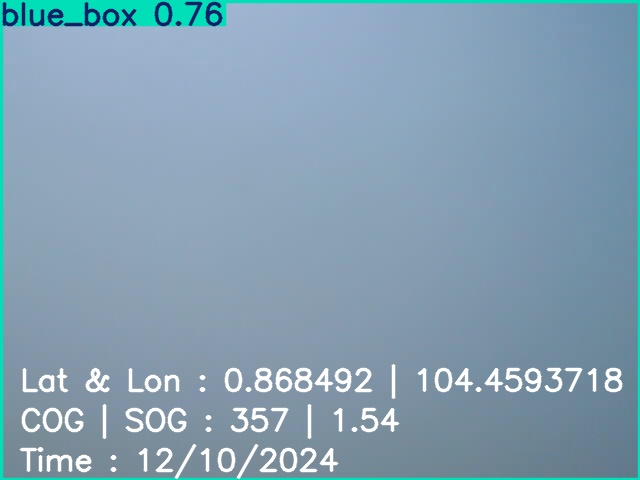 blue_box 0.76
Lat & Lon : 0.868492 | 104.4593718
COG | SOG : 357 | 1.54
Time : 12/10/2024